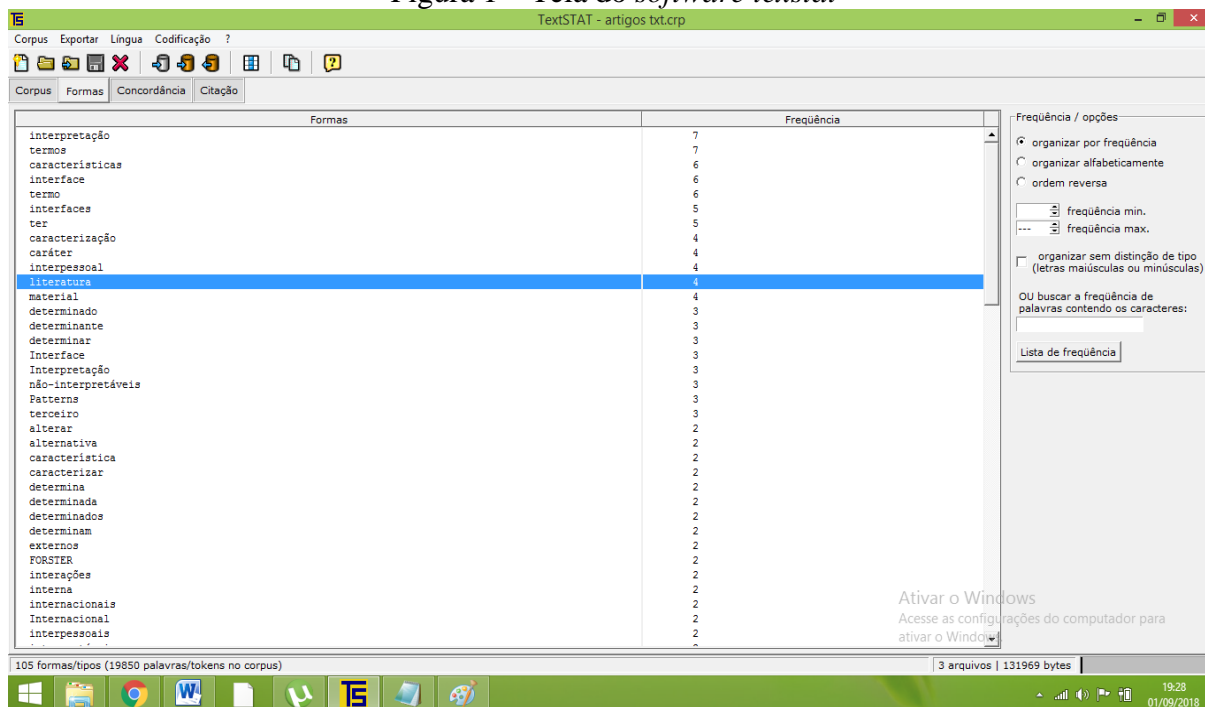 Figura 1 – Tela do software textstat
TextSTAT - artigos txt.crp
Corpus Exportar Língua Codificação ?
Corpus Formas Concordância Citação
Formas Freqüência
interpretação 7
termos 7
características 6
interface 6
termo 6
interfaces 5
ter 5
caracterização 4
caráter 4
interpessoal 4
literatura 4
material 4
determinado 3
determinante 3
determinar 3
Interface 3
Interpretação 3
não-interpretáveis 3
Patterns 3
terceiro 3
alterar 2
alternativa 2
característica 2
caracterizar 2
determina 2
determinada 2
determinados 2
determinam 2
externos 2
FORSTER 2
interações 2
interna 2
internacionais 2
Internacional 2
interpessoais 2
Freqüência / opções
organizar por freqüência
organizar alfabeticamente
ordem reversa
freqüência min.
--- freqüência max.
organizar sem distinção de tipo
(letras maiúsculas ou minúsculas)
OU buscar a freqüência de
palavras contendo os caracteres:
Lista de freqüência
Ativar o Windows
Acesse as configurações do computador para
ativar o Windows.
105 formas/tipos (19850 palavras/tokens no corpus) 3 arquivos | 131969 bytes
19:28
01/09/2018